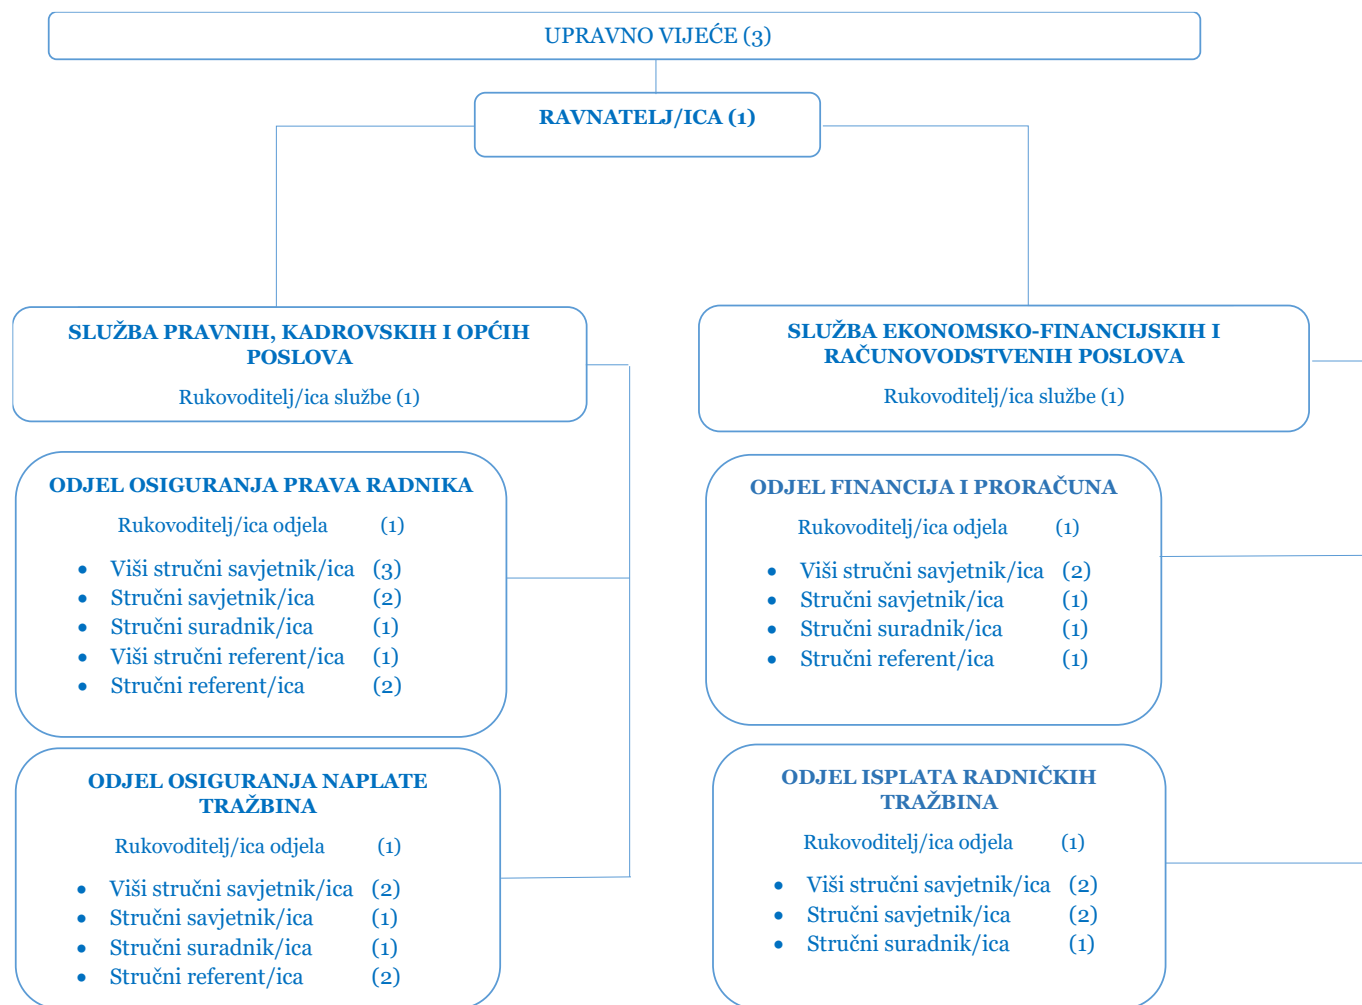 UPRAVNO VIJEĆE (3)
RAVNATELJ/ICA (1)
SLUŽBA PRAVNIH, KADROVSKIH I OPĆIH
POSLOVA
Rukovoditelj/ica službe (1)
ODJEL OSIGURANJA PRAVA RADNIKA
Rukovoditelj/ica odjela (1)
• Viši stručni savjetnik/ica (3)
• Stručni savjetnik/ica (2)
• Stručni suradnik/ica (1)
• Viši stručni referent/ica (1)
• Stručni referent/ica (2)
ODJEL OSIGURANJA NAPLATE
TRAŽBINA
Rukovoditelj/ica odjela (1)
• Viši stručni savjetnik/ica (2)
• Stručni savjetnik/ica (1)
• Stručni suradnik/ica (1)
• Stručni referent/ica (2)
SLUŽBA EKONOMSKO-FINANCIJSKIH I
RAČUNOVODSTVENIH POSLOVA
Rukovoditelj/ica službe (1)
ODJEL FINANCIJA I PRORAČUNA
Rukovoditelj/ica odjela (1)
• Viši stručni savjetnik/ica (2)
• Stručni savjetnik/ica (1)
• Stručni suradnik/ica (1)
• Stručni referent/ica (1)
ODJEL ISPLATA RADNIČKIH
TRAŽBINA
Rukovoditelj/ica odjela (1)
• Viši stručni savjetnik/ica (2)
• Stručni savjetnik/ica (2)
• Stručni suradnik/ica (1)